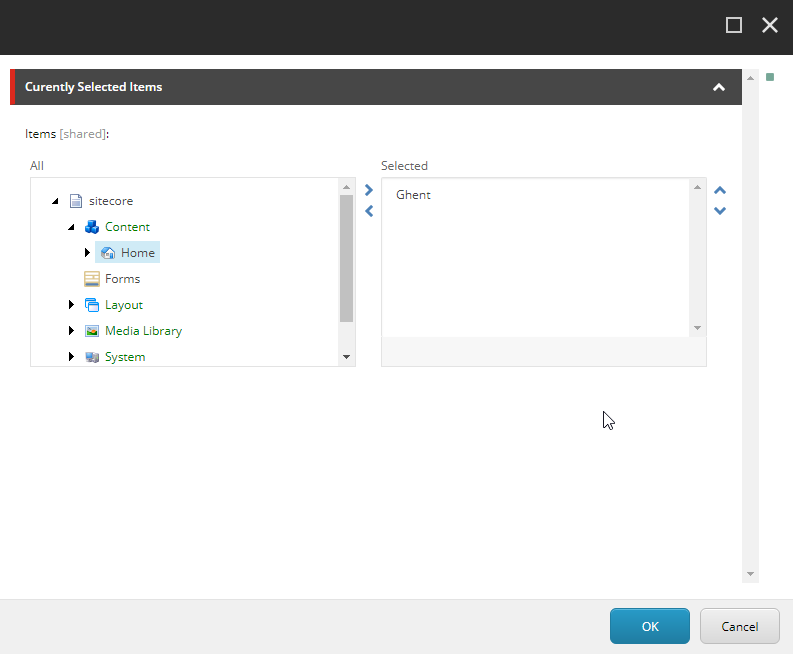 Curently Selected Items
Items [shared]:
All
Selected
sitecore
Content
Home
Forms
Layout
Media Library
System
Ghent
OK
Cancel